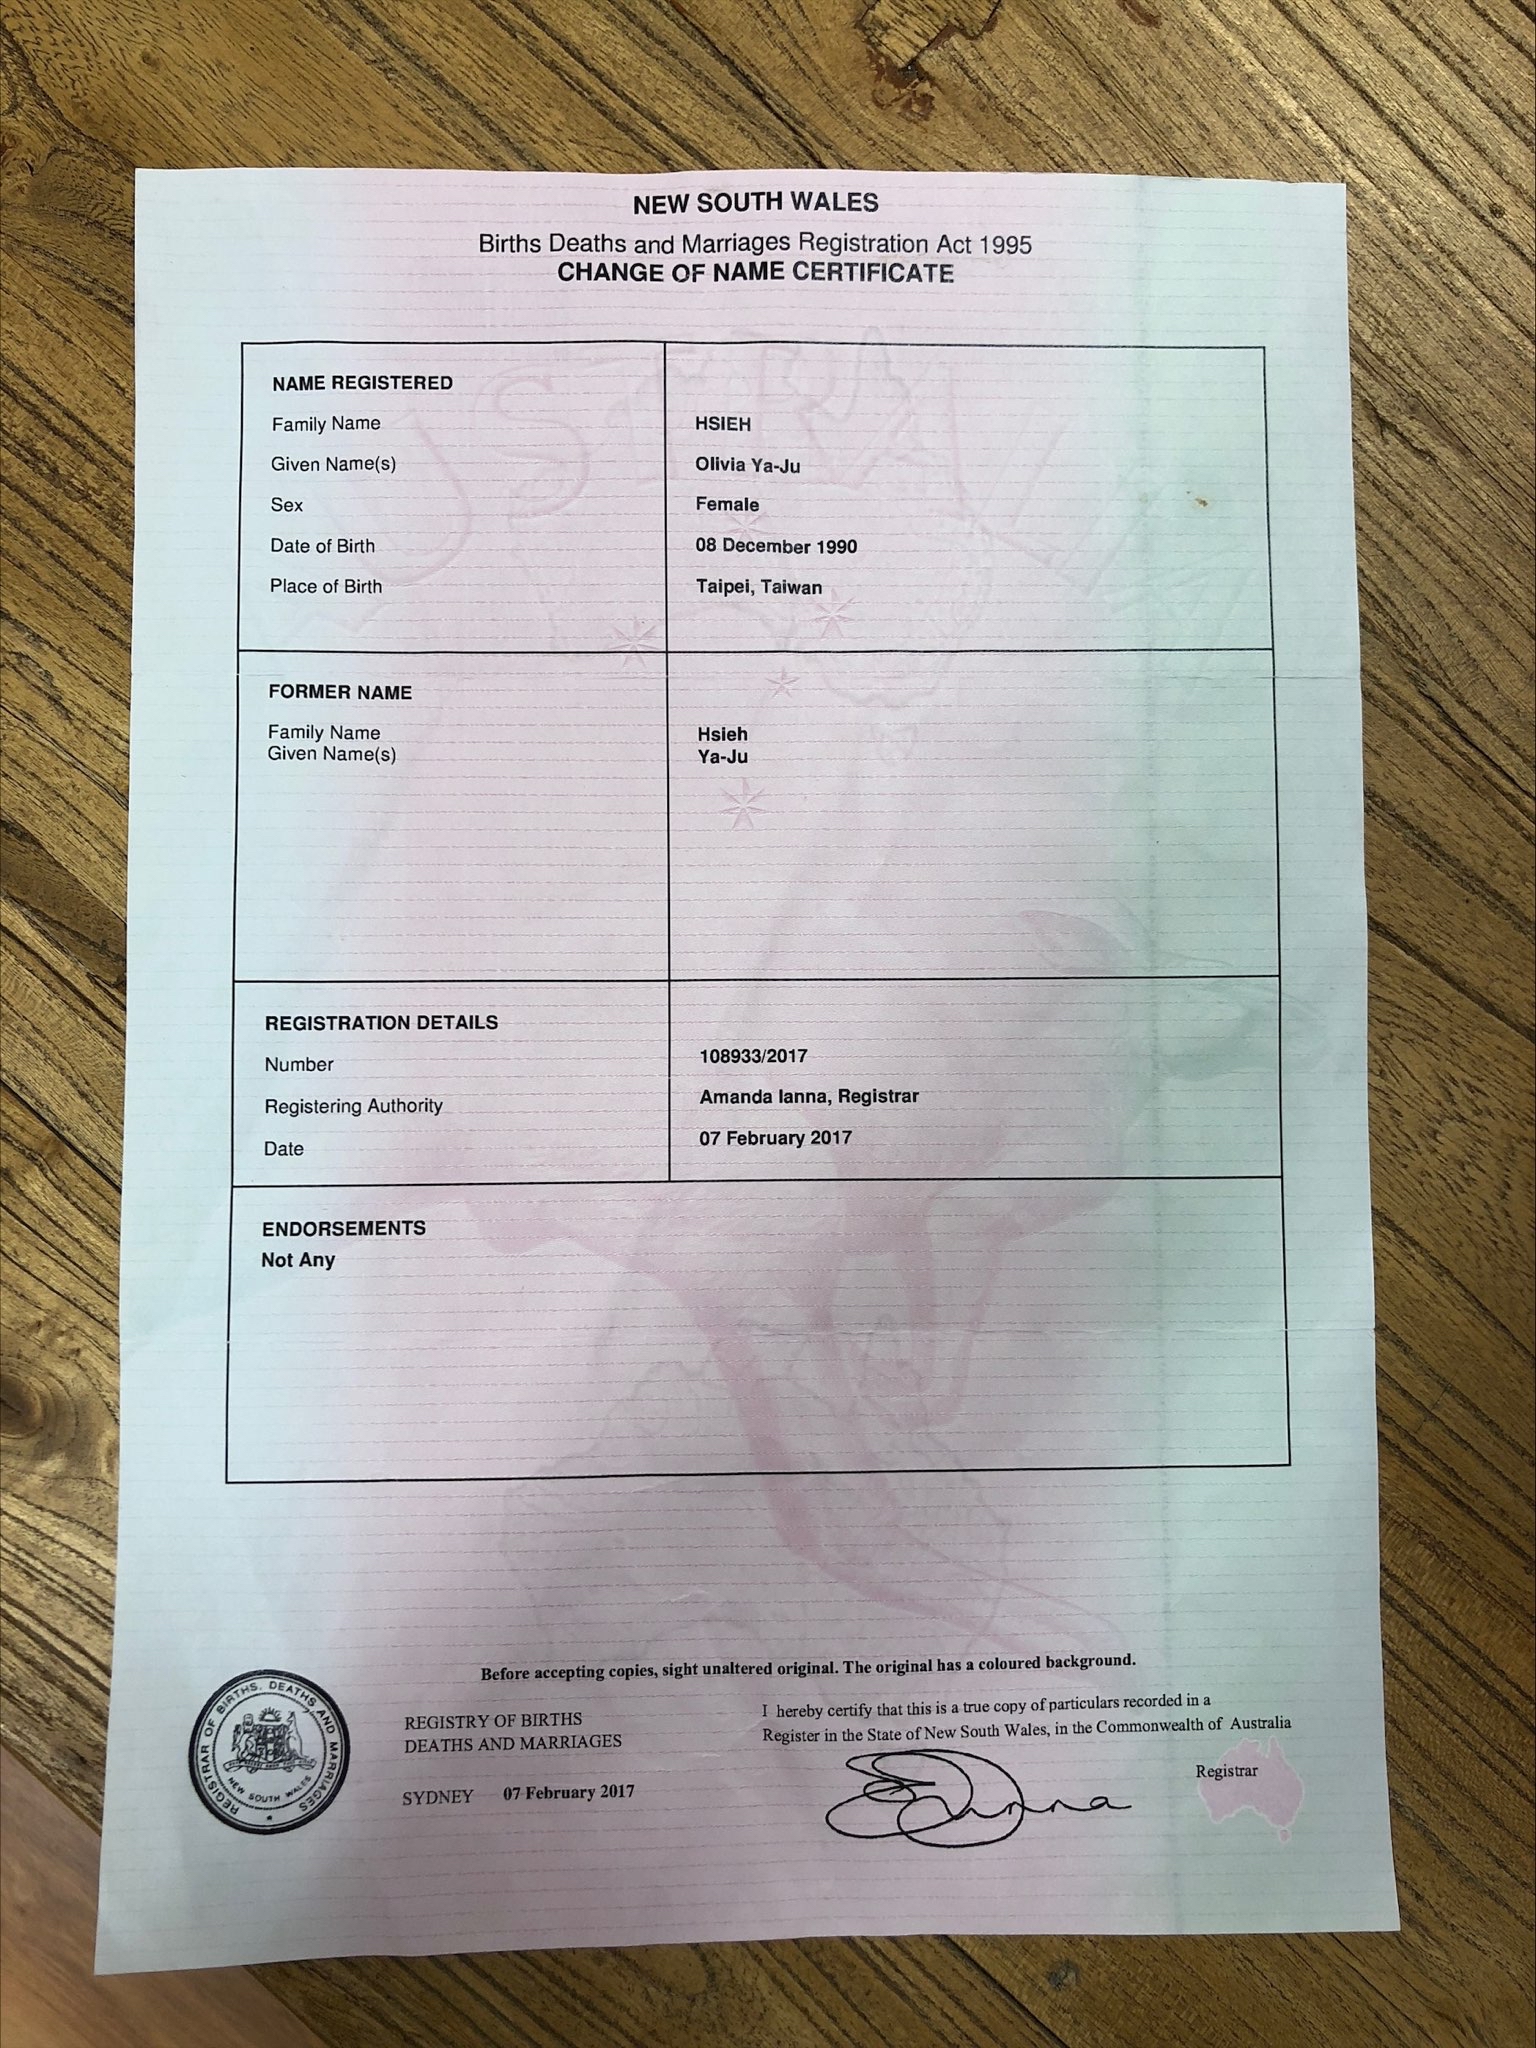 NEW SOUTH WALES
Births Deaths and Marriages Registration Act 1995
CHANGE OF NAME CERTIFICATE
NAME REGISTERED
Family Name HSIEH
Given Name(s) Olivia Ya-Ju
Sex Female
Date of Birth 08 December 1990
Place of Birth Taipei, Taiwan
FORMER NAME
Family Name Hsieh
Given Name(s) Ya-Ju
REGISTRATION DETAILS
Number 108933/2017
Registering Authority Amanda Ianna, Registrar
Date 07 February 2017
ENDORSEMENTS
Not Any
Before accepting copies, sight unaltered original. The original has a coloured background.
REGISTRY OF BIRTHS
DEATHS AND MARRIAGES
SYDNEY 07 February 2017
I hereby certify that this is a true copy of particulars recorded in a
Register in the State of New South Wales, in the Commonwealth of Australia
Registrar
REGISTRAR OF BIRTHS, DEATHS AND MARRIAGES
NEW SOUTH WALES